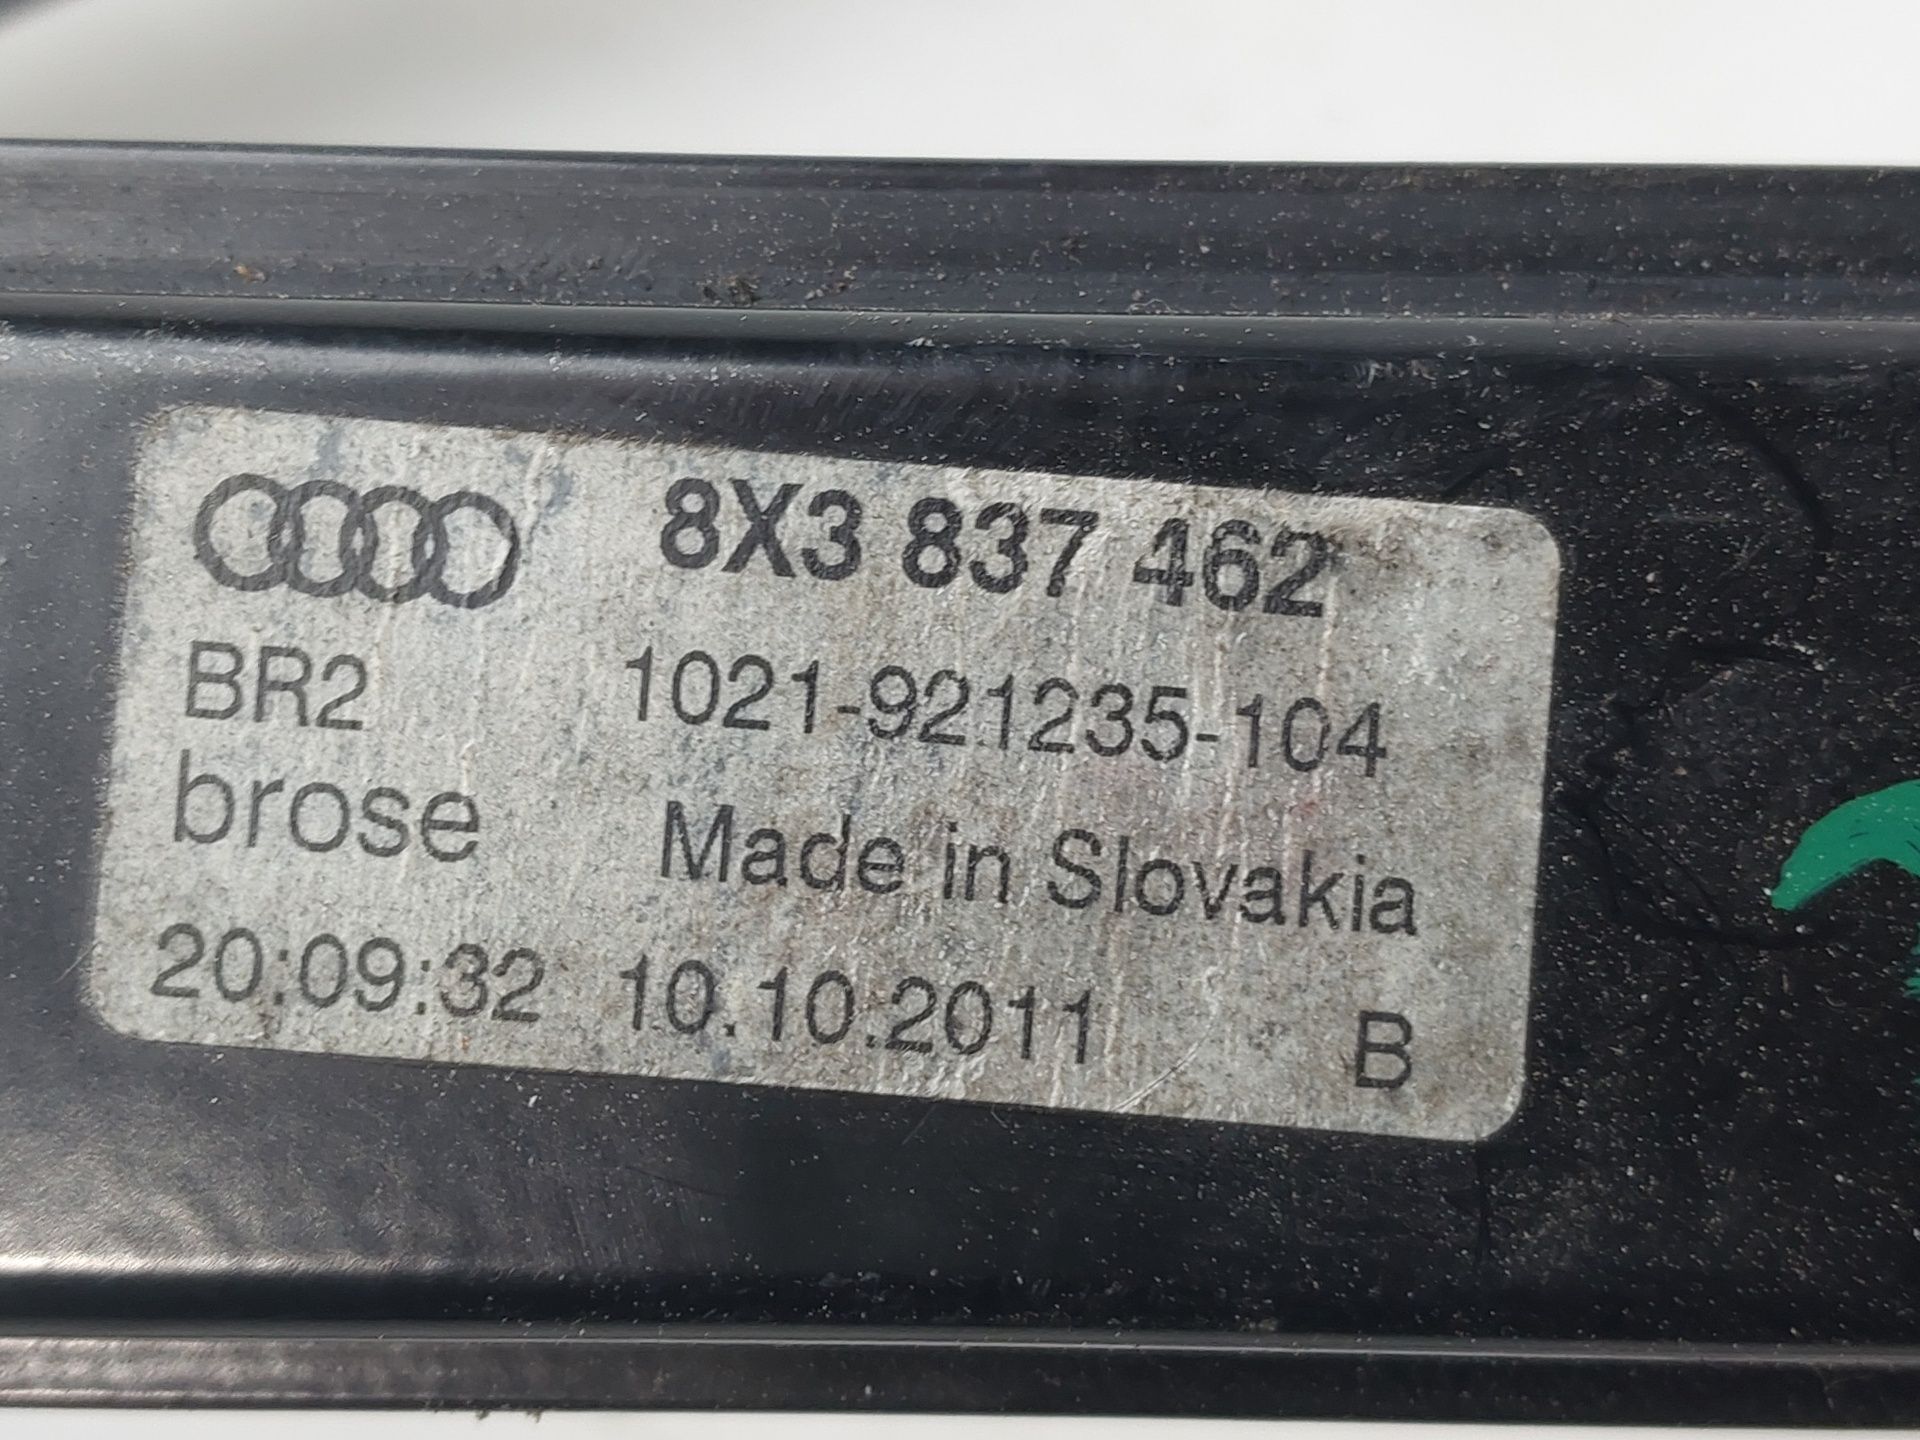 8X3 837 462
BR2 1021-921235-104
brose Made in Slovakia
20:09:32 10.10.2011 B